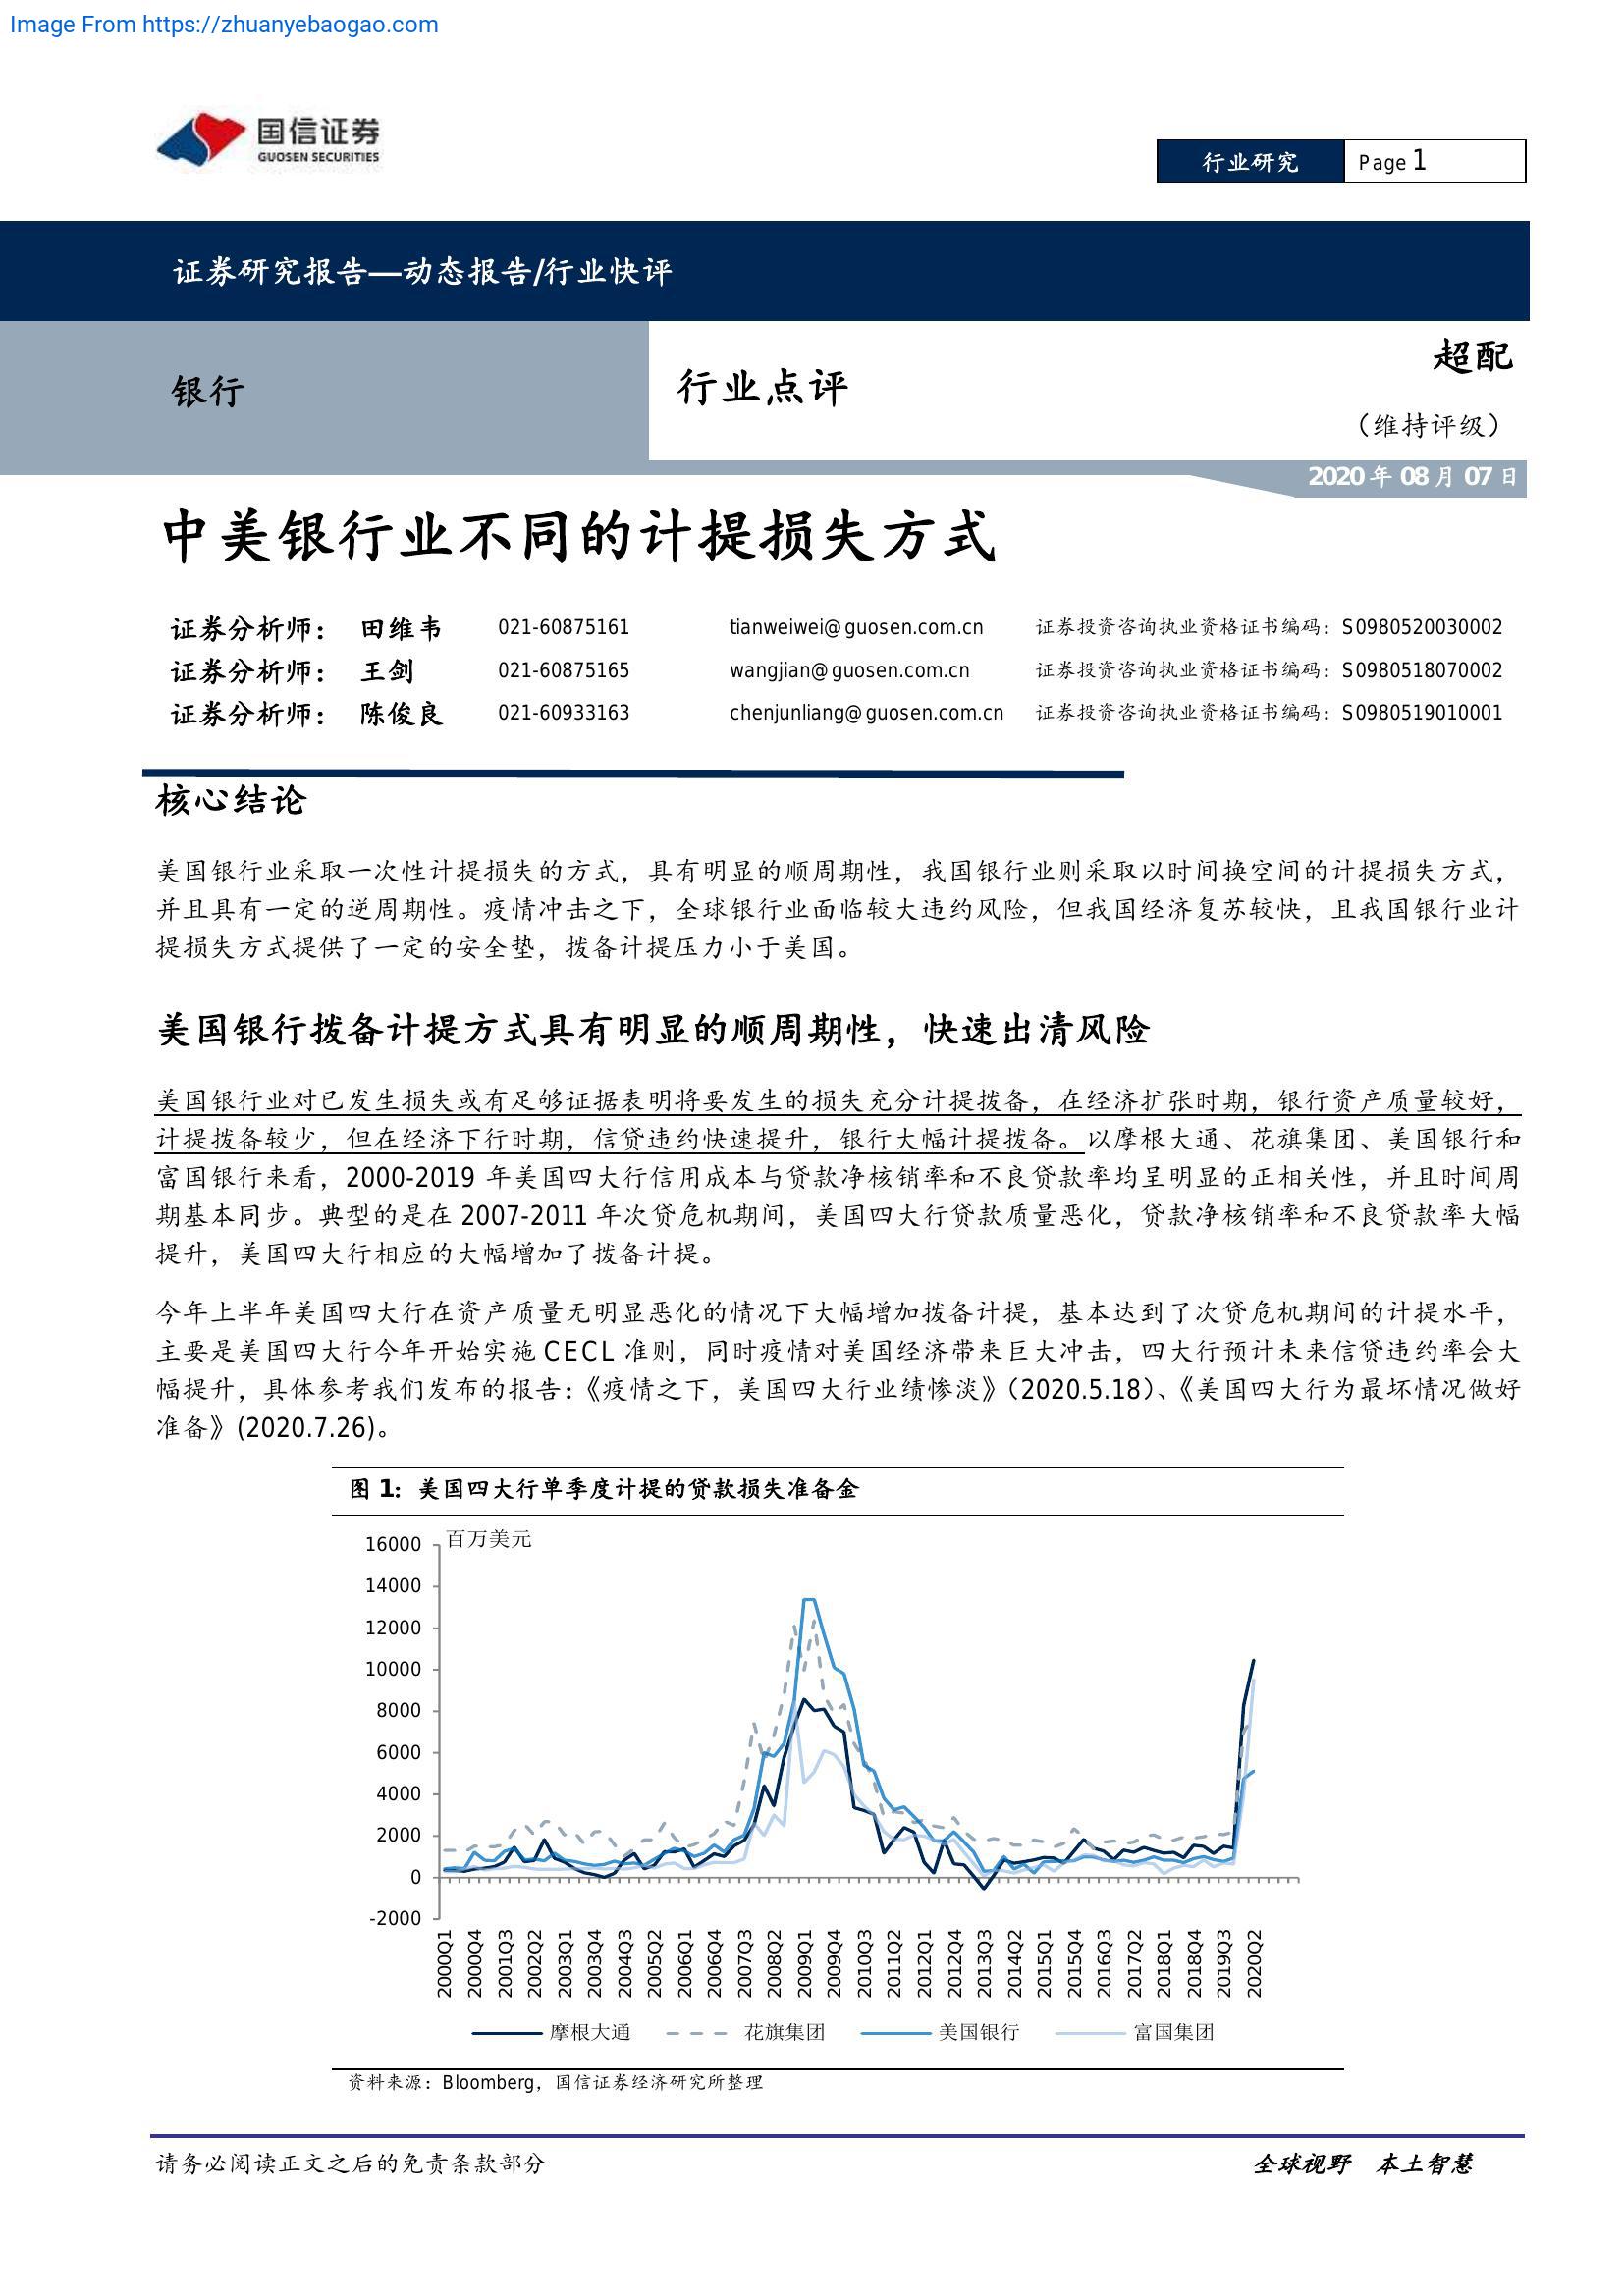 Image From https://zhuanyebaogao.com
国信证券
GUOSEN SECURITIES
行业研究
Page 1
证券研究报告—动态报告/行业快评
银行
行业点评
超配
（维持评级）
2020 年 08 月 07 日
中美银行业不同的计提损失方式
证券分析师： 田维韦 021-60875161 tianweiwei@guosen.com.cn 证券投资咨询执业资格证书编码：S0980520030002
证券分析师： 王剑 021-60875165 wangjian@guosen.com.cn 证券投资咨询执业资格证书编码：S0980518070002
证券分析师： 陈俊良 021-60933163 chenjunliang@guosen.com.cn 证券投资咨询执业资格证书编码：S0980519010001
核心结论
美国银行业采取一次性计提损失的方式，具有明显的顺周期性，我国银行业则采取以时间换空间的计提损失方式，
并且具有一定的逆周期性。疫情冲击之下，全球银行业面临较大违约风险，但我国经济复苏较快，且我国银行业计
提损失方式提供了一定的安全垫，拨备计提压力小于美国。
美国银行拨备计提方式具有明显的顺周期性，快速出清风险
美国银行业对已发生损失或有足够证据表明将要发生的损失充分计提拨备，在经济扩张时期，银行资产质量较好，
计提拨备较少，但在经济下行时期，信贷违约快速提升，银行大幅计提拨备。以摩根大通、花旗集团、美国银行和
富国银行来看，2000-2019 年美国四大行信用成本与贷款净核销率和不良贷款率均呈明显的正相关性，并且时间周
期基本同步。典型的是在 2007-2011 年次贷危机期间，美国四大行贷款质量恶化，贷款净核销率和不良贷款率大幅
提升，美国四大行相应的大幅增加了拨备计提。
今年上半年美国四大行在资产质量无明显恶化的情况下大幅增加拨备计提，基本达到了次贷危机期间的计提水平，
主要是美国四大行今年开始实施 CECL 准则，同时疫情对美国经济带来巨大冲击，四大行预计未来信贷违约率会大
幅提升，具体参考我们发布的报告：《疫情之下，美国四大行业绩惨淡》（2020.5.18）、《美国四大行为最坏情况做好
准备》(2020.7.26)。
图 1：美国四大行单季度计提的贷款损失准备金
百万美元
16000
14000
12000
10000
8000
6000
4000
2000
0
-2000
2000Q1 2000Q4 2001Q3 2002Q2 2003Q1 2003Q4 2004Q3 2005Q2 2006Q1 2006Q4 2007Q3 2008Q2 2009Q1 2009Q4 2010Q3 2011Q2 2012Q1 2012Q4 2013Q3 2014Q2 2015Q1 2015Q4 2016Q3 2017Q2 2018Q1 2018Q4 2019Q3 2020Q2
摩根大通 花旗集团 美国银行 富国集团
资料来源：Bloomberg，国信证券经济研究所整理
请务必阅读正文之后的免责条款部分
全球视野 本土智慧